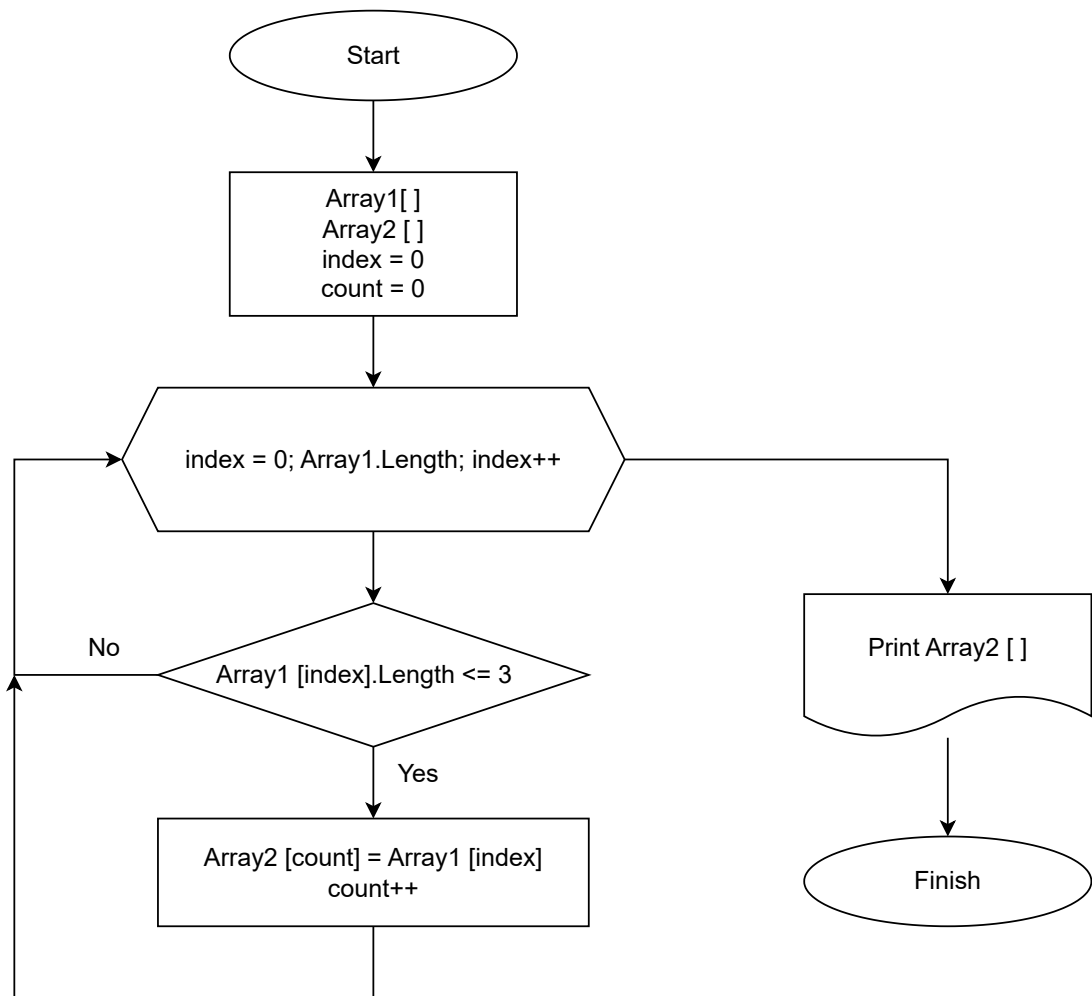 Start
Array1[ ]
Array2 [ ]
index = 0
count = 0
index = 0; Array1.Length; index++
No
Array1 [index].Length <= 3
Print Array2 [ ]
Yes
Array2 [count] = Array1 [index]
count++
Finish